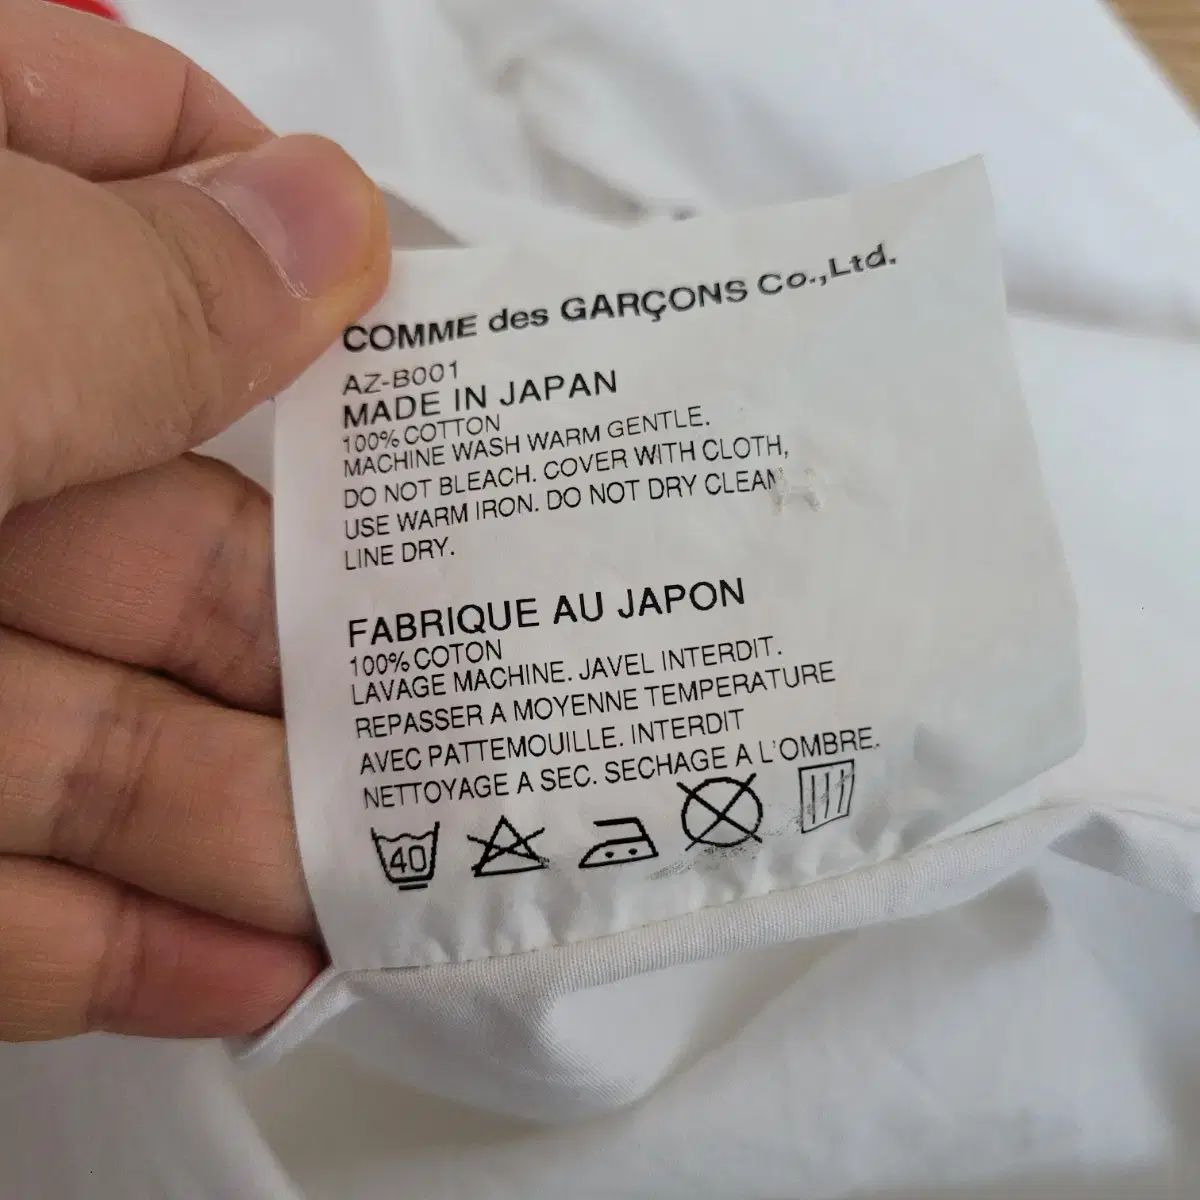 COMME des GARÇONS Co.,Ltd.
AZ-B001
MADE IN JAPAN
100% COTTON
MACHINE WASH WARM GENTLE.
DO NOT BLEACH. COVER WITH CLOTH,
USE WARM IRON. DO NOT DRY CLEAN
LINE DRY.
FABRIQUE AU JAPON
100% COTON
LAVAGE MACHINE. JAVEL INTERDIT.
REPASSER A MOYENNE TEMPERATURE
AVEC PATTEMOUILLE. INTERDIT
NETTOYAGE A SEC. SECHAGE A L'OMBRE.
40